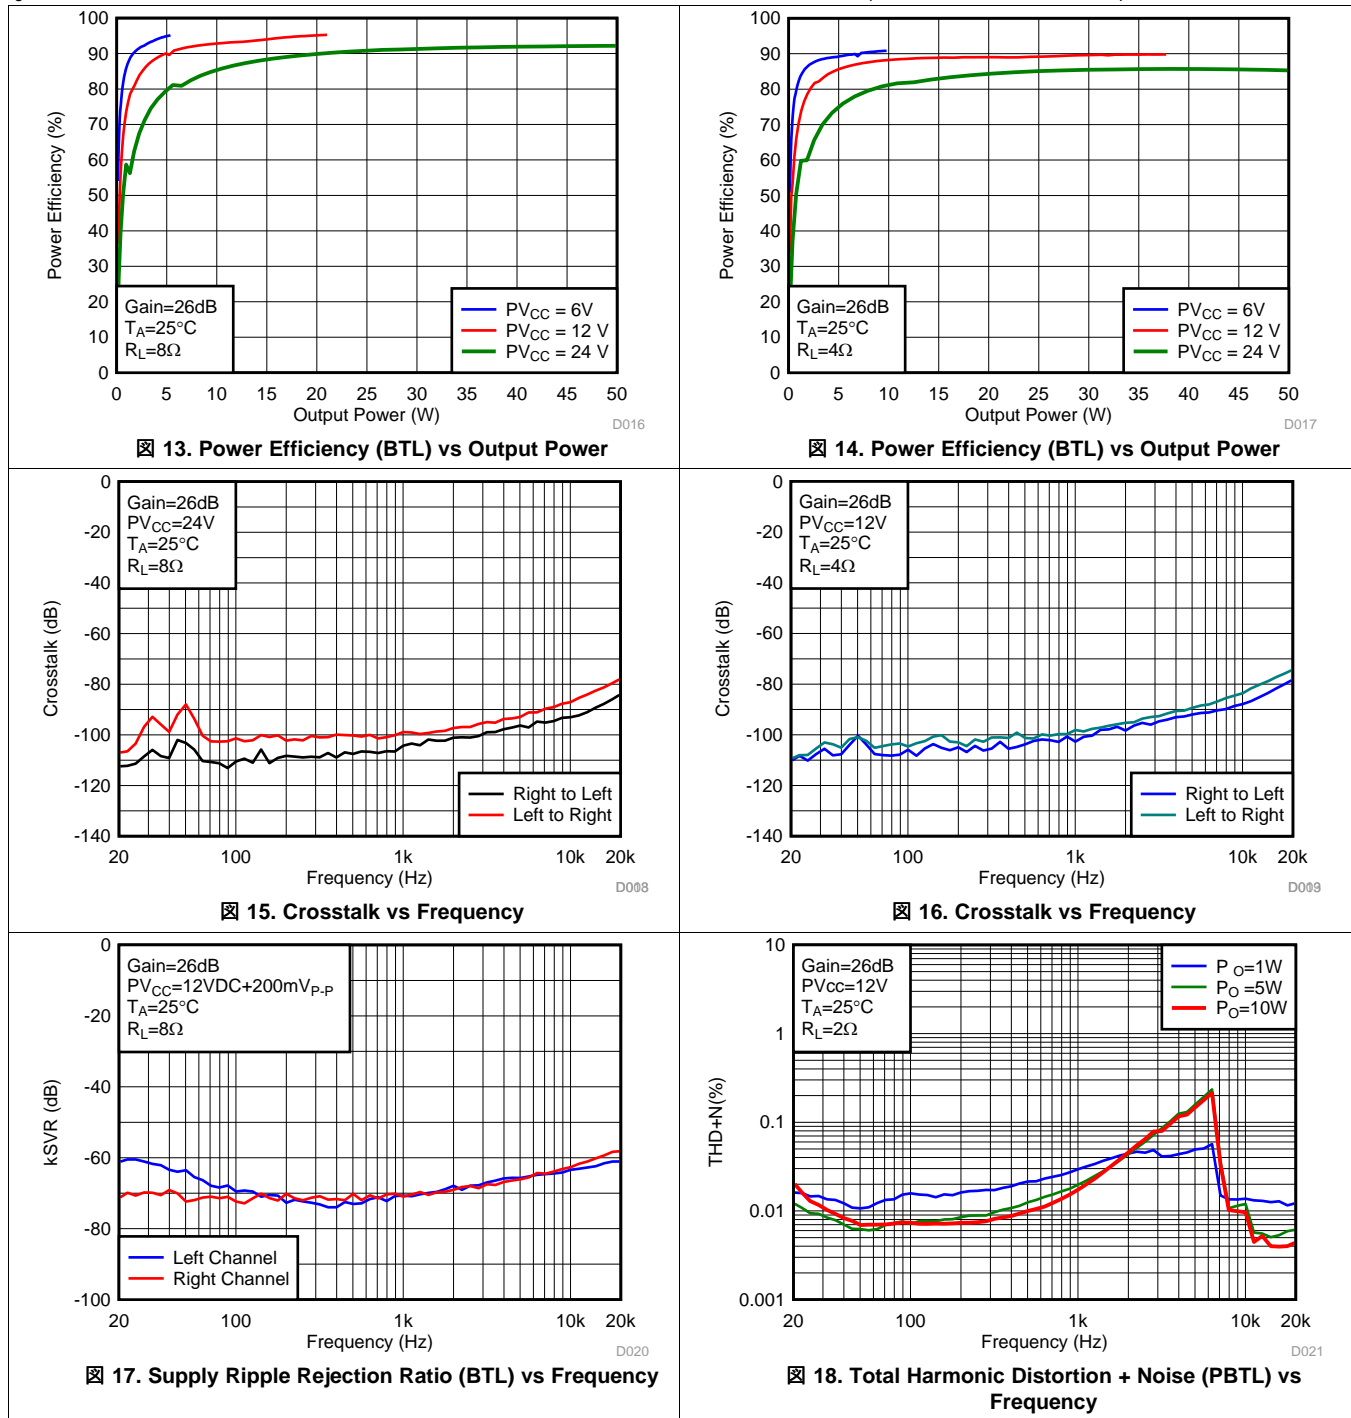 100
90
80
70
60
50
40
30
20
10
0
Power Efficiency (%)
Gain=26dB
TA=25°C
RL=8Ω
PVCC = 6V
PVCC = 12 V
PVCC = 24 V
0 5 10 15 20 25 30 35 40 45 50
Output Power (W)
D016
図 13. Power Efficiency (BTL) vs Output Power
100
90
80
70
60
50
40
30
20
10
0
Power Efficiency (%)
Gain=26dB
TA=25°C
RL=4Ω
PVCC = 6V
PVCC = 12 V
PVCC = 24 V
0 5 10 15 20 25 30 35 40 45 50
Output Power (W)
D017
図 14. Power Efficiency (BTL) vs Output Power
0
-20
-40
-60
-80
-100
-120
-140
Crosstalk (dB)
Gain=26dB
PVCC=24V
TA=25°C
RL=8Ω
Right to Left
Left to Right
20 100 1k 10k 20k
Frequency (Hz)
図 15. Crosstalk vs Frequency
0
-20
-40
-60
-80
-100
-120
-140
Crosstalk (dB)
Gain=26dB
PVCC=12V
TA=25°C
RL=4Ω
Right to Left
Left to Right
20 100 1k 10k 20k
Frequency (Hz)
図 16. Crosstalk vs Frequency
0
-20
-40
-60
-80
-100
kSVR (dB)
Gain=26dB
PVCC=12VDC+200mVP-P
TA=25°C
RL=8Ω
Left Channel
Right Channel
20 100 1k 10k 20k
Frequency (Hz)
D020
図 17. Supply Ripple Rejection Ratio (BTL) vs Frequency
10
1
0.1
0.01
0.001
THD+N(%)
Gain=26dB
PVcc=12V
TA=25°C
RL=2Ω
P O=1W
PO =5W
PO=10W
20 100 1k 10k 20k
Frequency (Hz)
D021
図 18. Total Harmonic Distortion + Noise (PBTL) vs
Frequency